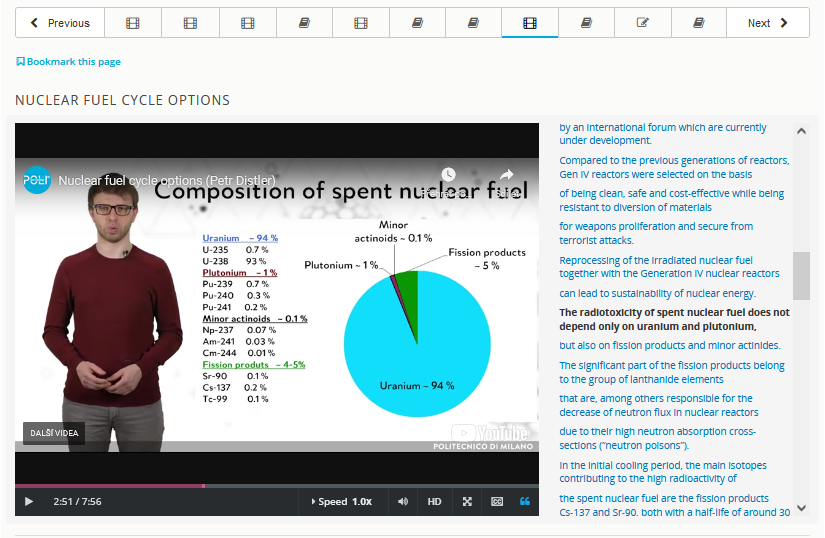 Previous
Next
Bookmark this page
NUCLEAR FUEL CYCLE OPTIONS
Nuclear fuel cycle options (Petr Distler)
Composition of spent nuclear fuel
Uranium ~ 94 %
U-235 0.7 %
U-238 93 %
Plutonium ~ 1 %
Pu-239 0.7 %
Pu-240 0.3 %
Pu-241 0.2 %
Minor actinoids ~ 0.1 %
Np-237 0.07 %
Am-241 0.03 %
Cm-244 0.01 %
Fission produts ~ 4-5%
Sr-90 0.1 %
Cs-137 0.2 %
Tc-99 0.1 %
Minor
actinoids ~ 0.1 %
Plutonium ~ 1 %
Fission products
~ 5 %
Uranium ~ 94 %
DALŠÍ VIDEA
YouTube
POLITECNICO DI MILANO
2:51 / 7:56
Speed 1.0x
HD
by an international forum which are currently
under development.
Compared to the previous generations of reactors,
Gen IV reactors were selected on the basis
of being clean, safe and cost-effective while being
resistant to diversion of materials
for weapons proliferation and secure from
terrorist attacks.
Reprocessing of the irradiated nuclear fuel
together with the Generation IV nuclear reactors
can lead to sustainability of nuclear energy.
The radiotoxicity of spent nuclear fuel does not
depend only on uranium and plutonium,
but also on fission products and minor actinides.
The significant part of the fission products belong
to the group of lanthanide elements
that are, among others responsible for the
decrease of neutron flux in nuclear reactors
due to their high neutron absorption cross-
sections ("neutron poisons").
In the initial cooling period, the main isotopes
contributing to the high radioactivity of
the spent nuclear fuel are the fission products
Cs-137 and Sr-90, both with a half-life of around 30